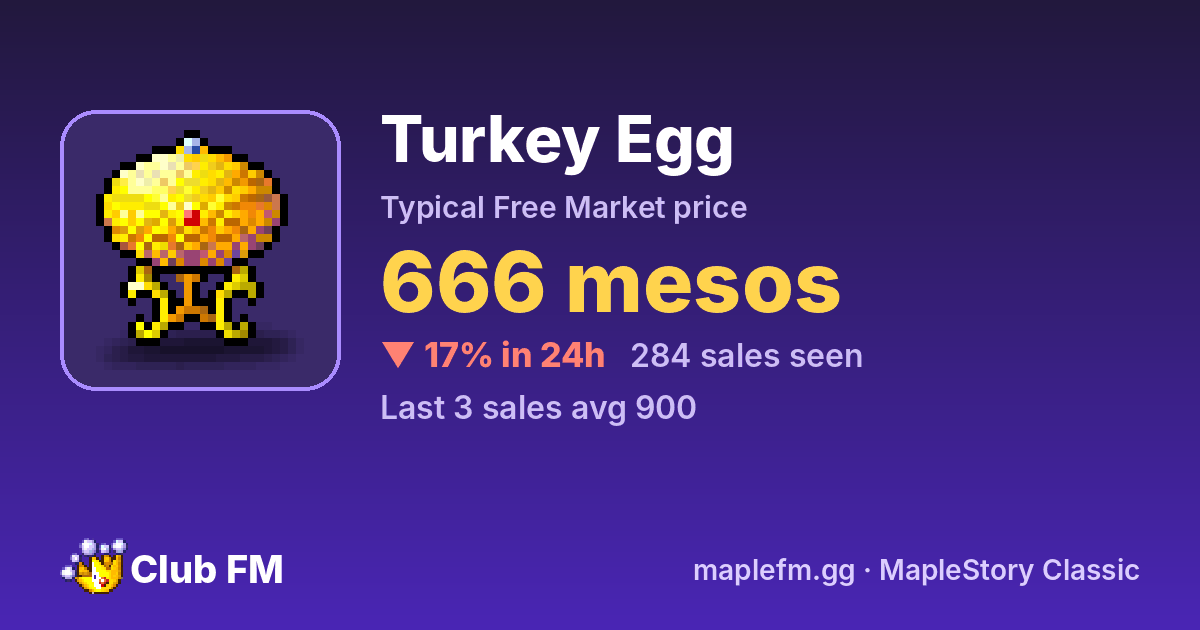 Turkey Egg
Typical Free Market price
666 mesos
▼ 17% in 24h 284 sales seen
Last 3 sales avg 900
Club FM
maplefm.gg · MapleStory Classic